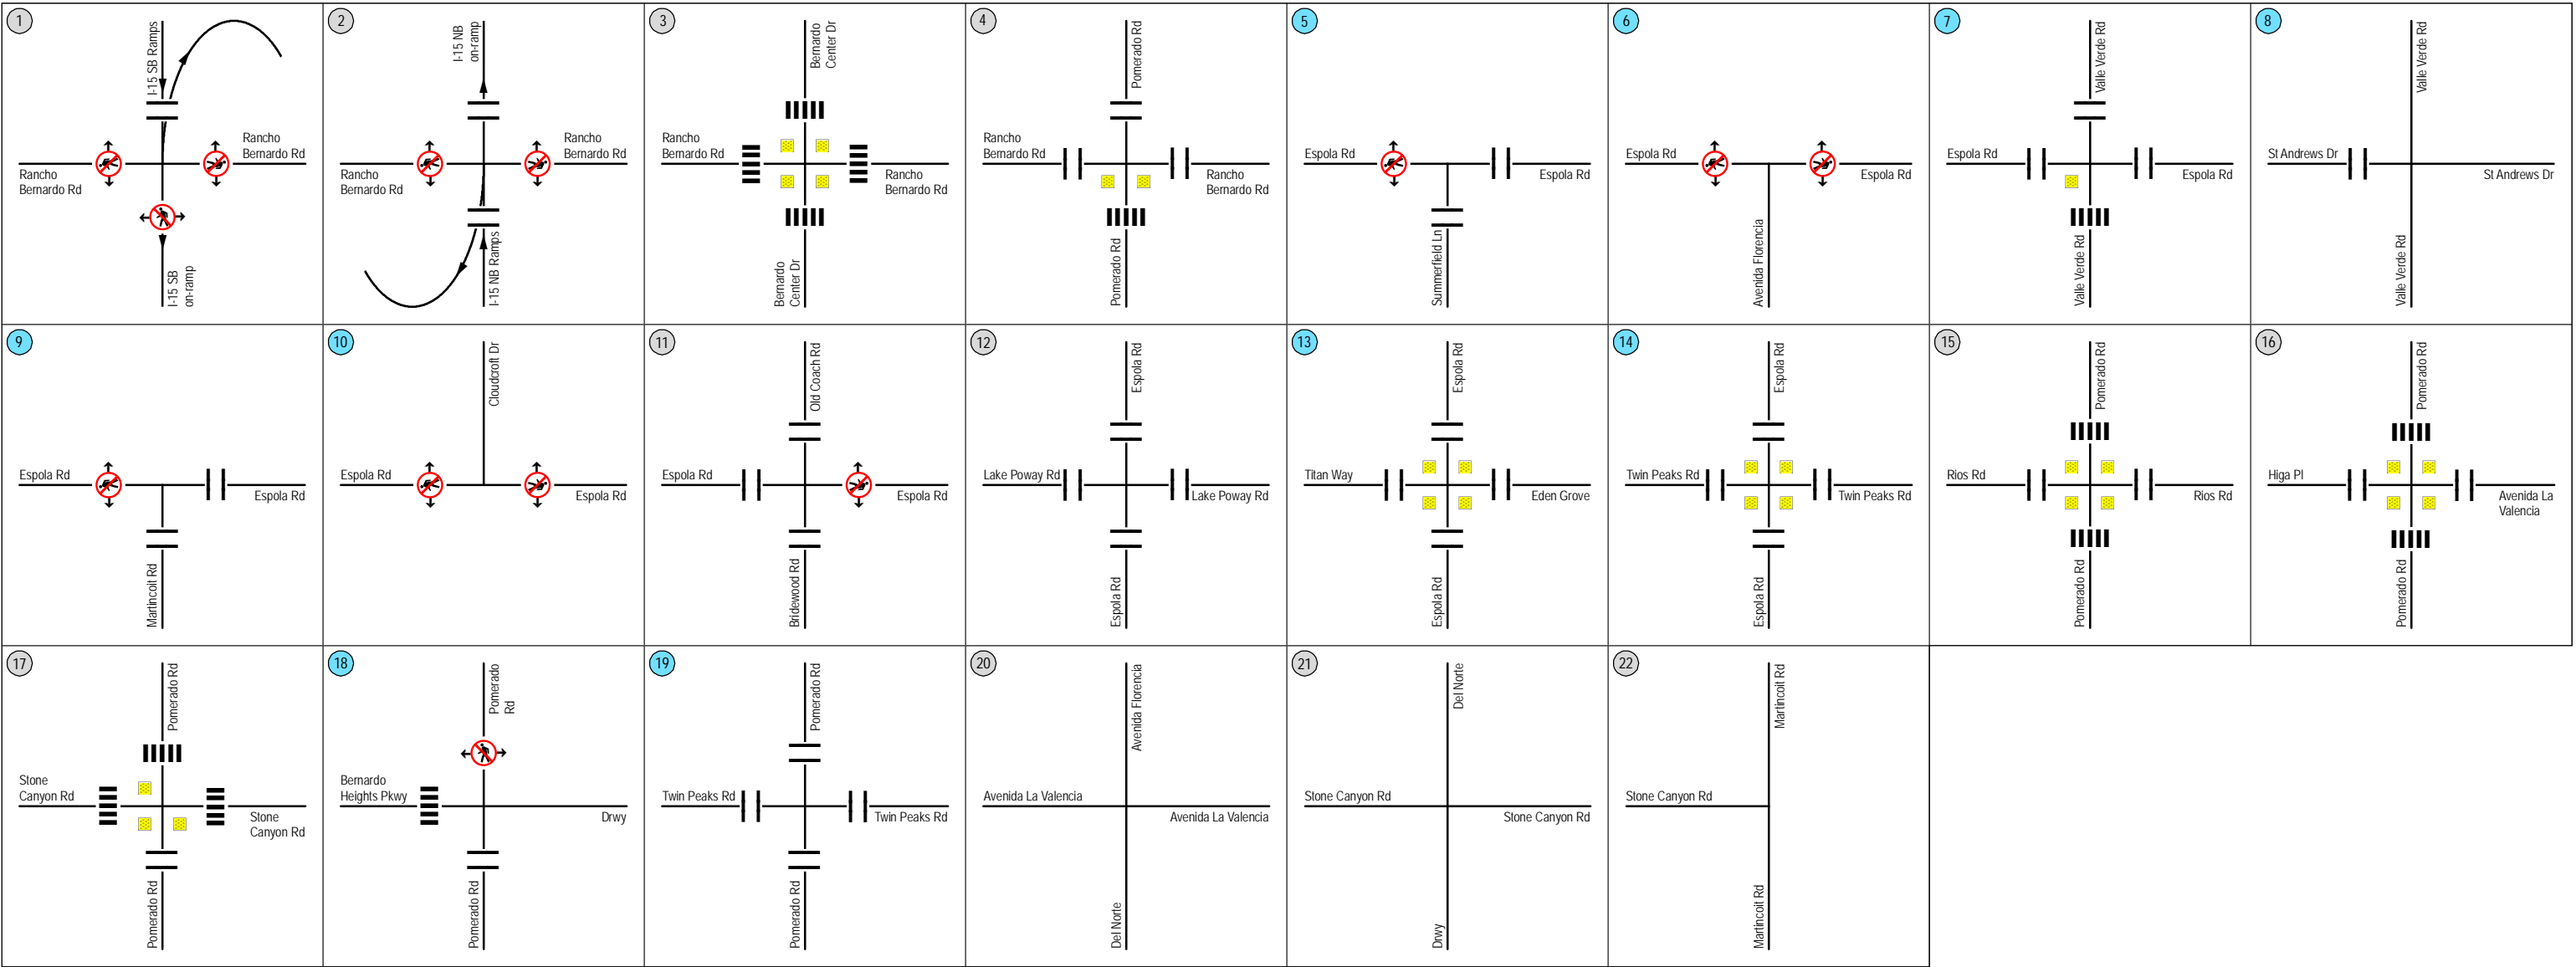 1
I-15 SB Ramps
Rancho
Bernardo Rd
Rancho
Bernardo Rd
I-15 SB
on-ramp
2
I-15 NB
on-ramp
Rancho
Bernardo Rd
Rancho
Bernardo Rd
I-15 NB Ramps
3
Bernardo
Center Dr
Rancho
Bernardo Rd
Rancho
Bernardo Rd
Bernardo
Center Dr
4
Pomerado Rd
Rancho
Bernardo Rd
Rancho
Bernardo Rd
Pomerado Rd
5
Espola Rd
Espola Rd
Summerfield Ln
6
Espola Rd
Espola Rd
Avenida Florencia
7
Valle Verde Rd
Espola Rd
Espola Rd
Valle Verde Rd
8
Valle Verde Rd
St Andrews Dr
St Andrews Dr
Valle Verde Rd
9
Espola Rd
Espola Rd
Martincoit Rd
10
Cloudcroft Dr
Espola Rd
Espola Rd
11
Old Coach Rd
Espola Rd
Espola Rd
Bridewood Rd
12
Espola Rd
Lake Poway Rd
Lake Poway Rd
Espola Rd
13
Espola Rd
Titan Way
Eden Grove
Espola Rd
14
Espola Rd
Twin Peaks Rd
Twin Peaks Rd
Espola Rd
15
Pomerado Rd
Rios Rd
Rios Rd
Pomerado Rd
16
Pomerado Rd
Higa Pl
Avenida La
Valencia
Pomerado Rd
17
Pomerado Rd
Stone
Canyon Rd
Stone
Canyon Rd
Pomerado Rd
18
Pomerado
Rd
Bernardo
Heights Pkwy
Drwy
Pomerado Rd
19
Pomerado Rd
Twin Peaks Rd
Twin Peaks Rd
Pomerado Rd
20
Avenida Florencia
Avenida La Valencia
Avenida La Valencia
Del Norte
21
Del Norte
Stone Canyon Rd
Stone Canyon Rd
Drwy
22
Martincoit Rd
Stone Canyon Rd
Martincoit Rd